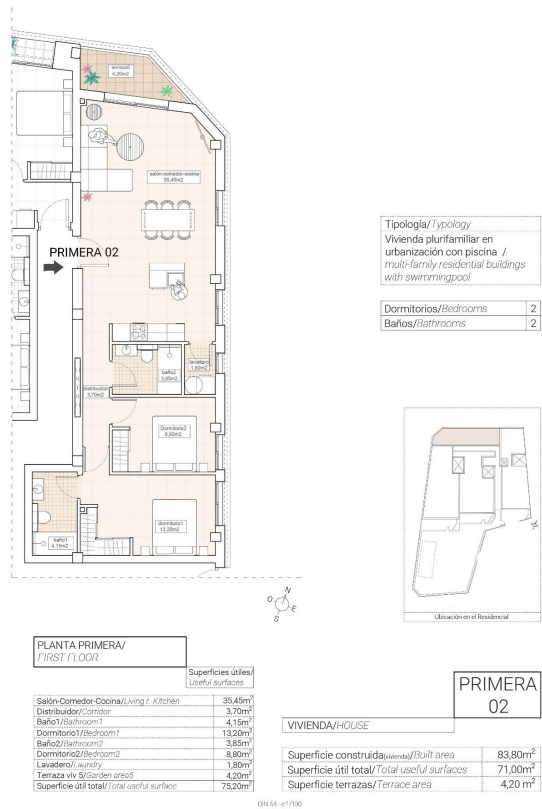 terraza5
4,20m2
salón-comedor-cocina
35,45m2
PRIMERA 02
lavadero
1,80m2
baño2
3,85m2
distribuidor
3,70m2
Dormitorio2
8,80m2
dormitorio1
13,20m2
baño1
4,15m2
Tipología/Typology
Vivienda plurifamiliar en
urbanización con piscina /
multi-family residential buildings
with swimmingpool
Dormitorios/Bedrooms 2
Baños/Bathrooms 2
Ubicación en el Residencial
N
O E
S
PLANTA PRIMERA/
FIRST FLOOR
Superficies útiles/
Useful surfaces
Salón-Comedor-Cocina/Living r.-Kitchen 35,45m²
Distribuidor/Corridor 3,70m²
Baño1/Bathroom1 4,15m²
Dormitorio1/Bedroom1 13,20m²
Baño2/Bathroom2 3,85m²
Dormitorio2/Bedroom2 8,80m²
Lavadero/Laundry 1,80m²
Terraza viv 5/Garden area5 4,20m²
Superficie útil total/Total useful surface 75,20m²
PRIMERA
02
VIVIENDA/HOUSE
Superficie construida(vivienda)/Built area 83,80m²
Superficie útil total/Total useful surfaces 71,00m²
Superficie terrazas/Terrace area 4,20 m²
DIN A4 - e:1/100